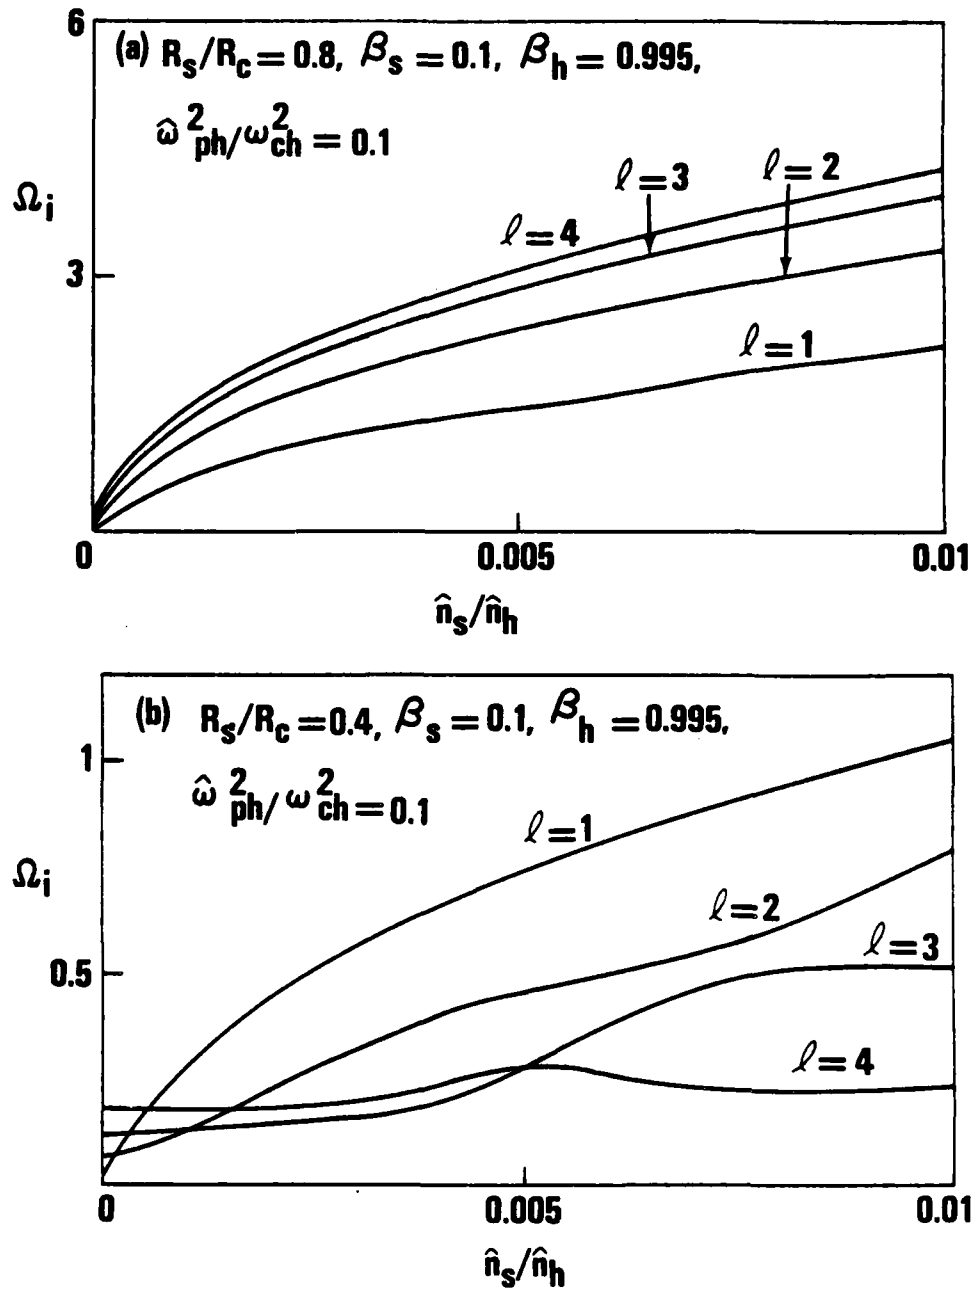 6
(a) Rs/Rc = 0.8, βs = 0.1, βh = 0.995,
ω̂²ph/ω²ch = 0.1
Ωi
ℓ=3
ℓ=2
ℓ=4
3
ℓ=1
0
0.005
0.01
n̂s/n̂h
(b) Rs/Rc = 0.4, βs = 0.1, βh = 0.995,
1
ω̂²ph/ω²ch = 0.1
ℓ=1
Ωi
ℓ=2
ℓ=3
0.5
ℓ=4
0
0.005
0.01
n̂s/n̂h